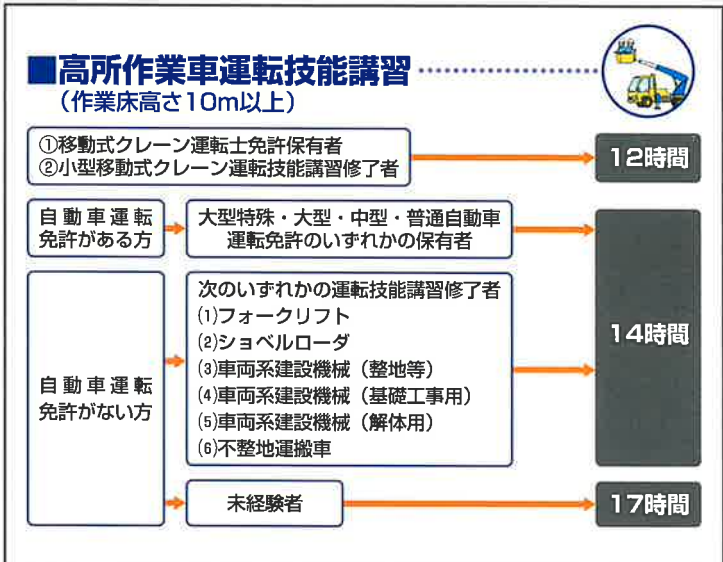 ■高所作業車運転技能講習
（作業床高さ10m以上）
①移動式クレーン運転士免許保有者
②小型移動式クレーン運転技能講習修了者
12時間
自動車運転
免許がある方
大型特殊・大型・中型・普通自動車
運転免許のいずれかの保有者
14時間
自動車運転
免許がない方
次のいずれかの運転技能講習修了者
⑴フォークリフト
⑵ショベルローダ
⑶車両系建設機械（整地等）
⑷車両系建設機械（基礎工事用）
⑸車両系建設機械（解体用）
⑹不整地運搬車
未経験者
17時間